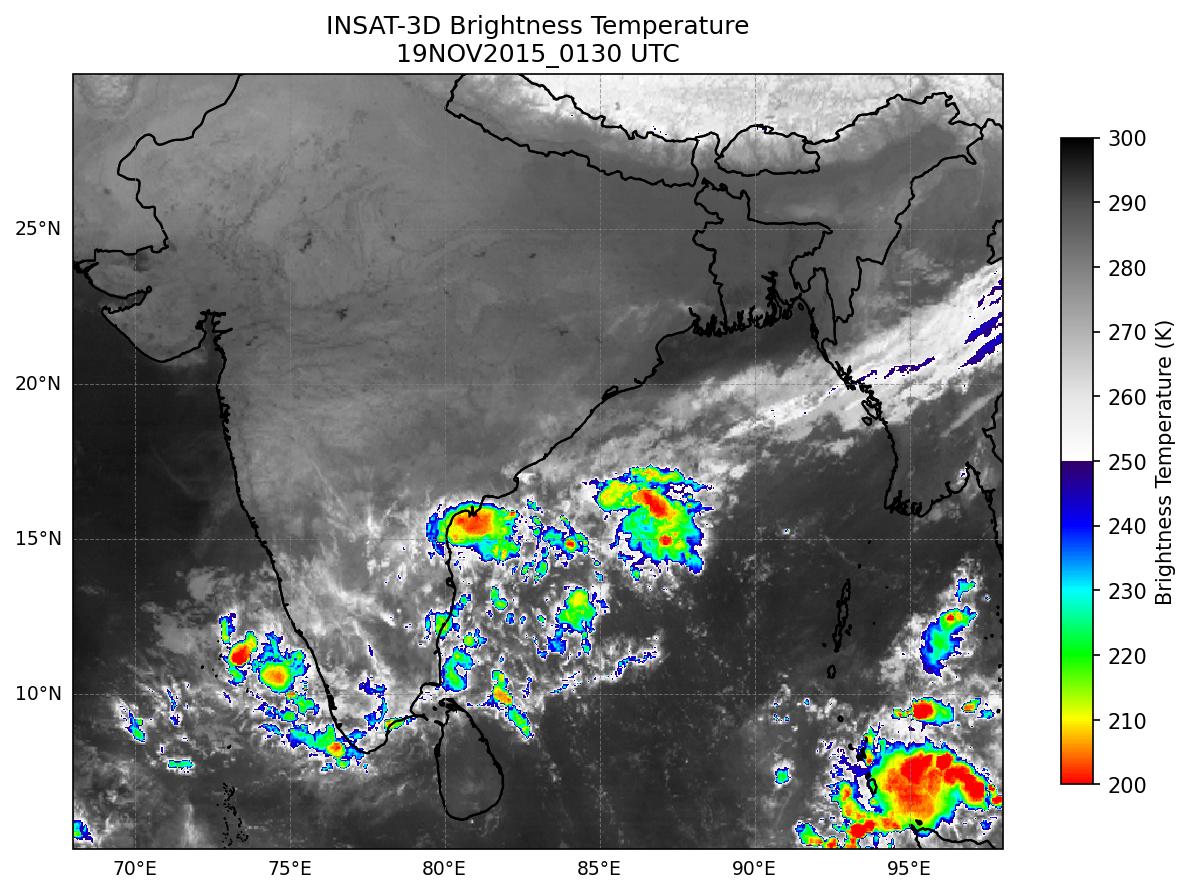 INSAT-3D Brightness Temperature
19NOV2015_0130 UTC
25°N
20°N
15°N
10°N
70°E
75°E
80°E
85°E
90°E
95°E
300
290
280
270
260
250
240
230
220
210
200
Brightness Temperature (K)